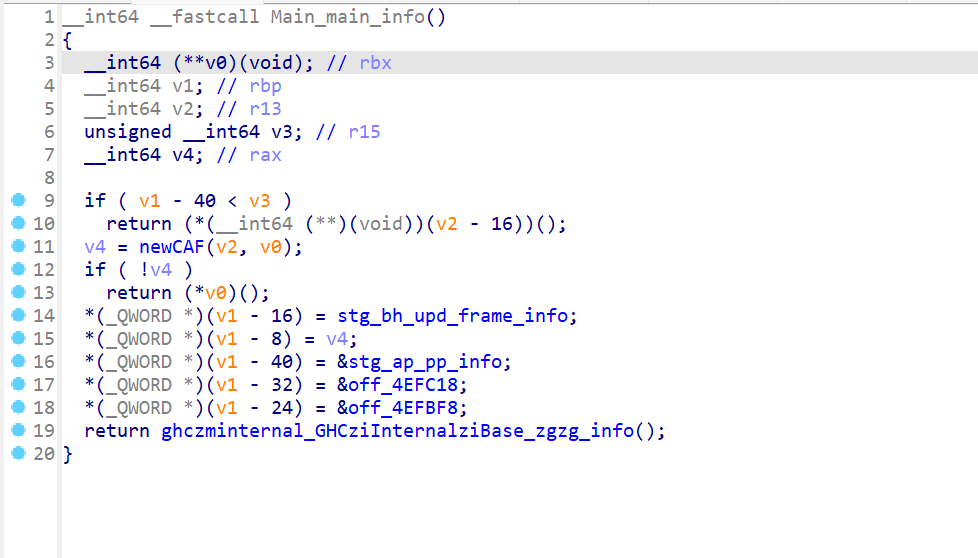 1 __int64 __fastcall Main_main_info()
2 {
3 __int64 (**v0)(void); // rbx
4 __int64 v1; // rbp
5 __int64 v2; // r13
6 unsigned __int64 v3; // r15
7 __int64 v4; // rax
8
9 if ( v1 - 40 < v3 )
10 return (*(__int64 (**)(void))(v2 - 16))();
11 v4 = newCAF(v2, v0);
12 if ( !v4 )
13 return (*v0)();
14 *(_QWORD *)(v1 - 16) = stg_bh_upd_frame_info;
15 *(_QWORD *)(v1 - 8) = v4;
16 *(_QWORD *)(v1 - 40) = &stg_ap_pp_info;
17 *(_QWORD *)(v1 - 32) = &off_4EFC18;
18 *(_QWORD *)(v1 - 24) = &off_4EFBF8;
19 return ghczminternal_GHCziInternalziBase_zgzg_info();
20 }